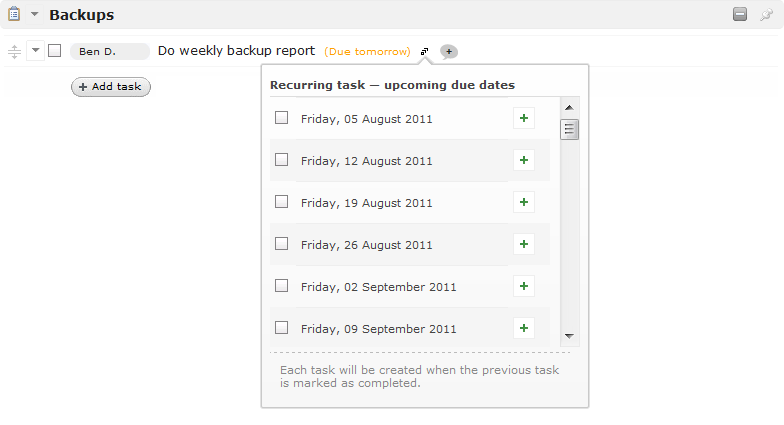 Backups
Ben D. Do weekly backup report (Due tomorrow)
+ Add task
Recurring task — upcoming due dates
Friday, 05 August 2011
Friday, 12 August 2011
Friday, 19 August 2011
Friday, 26 August 2011
Friday, 02 September 2011
Friday, 09 September 2011
Each task will be created when the previous task
is marked as completed.